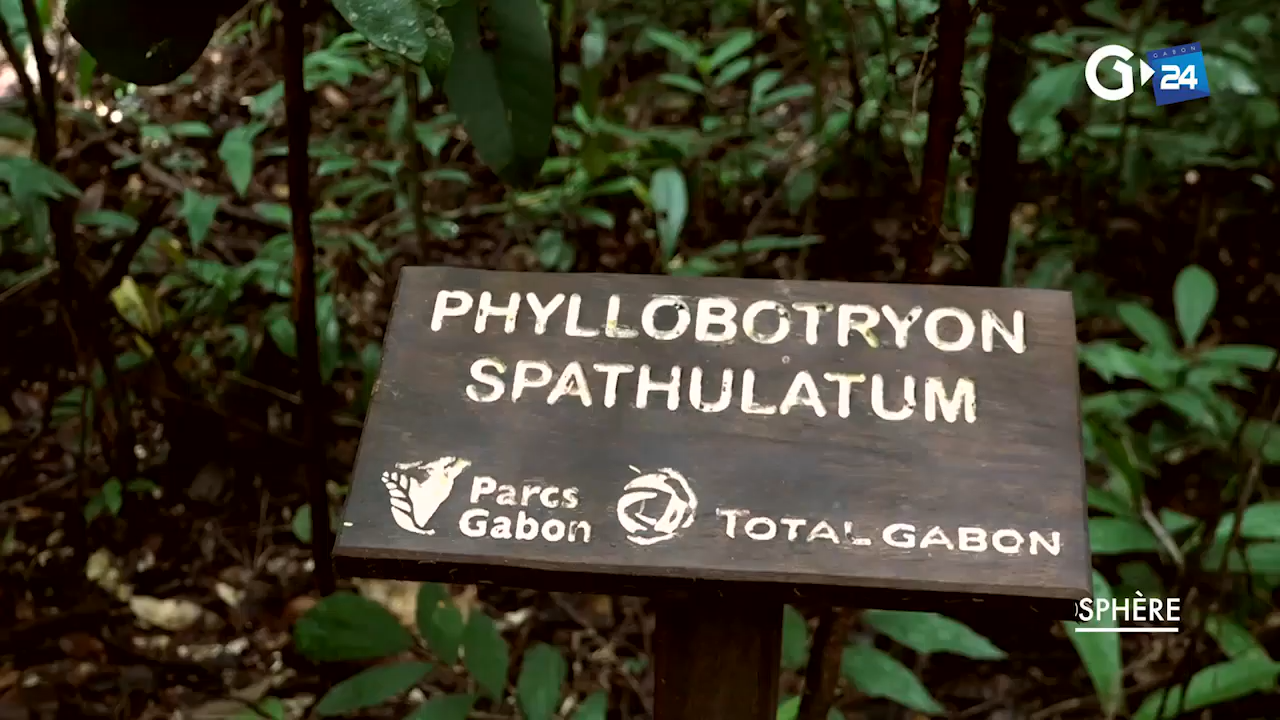 GABON
G 24
PHYLLOBOTRYON
SPATHULATUM
Parcs
Gabon
TOTAL GABON
SPHÈRE